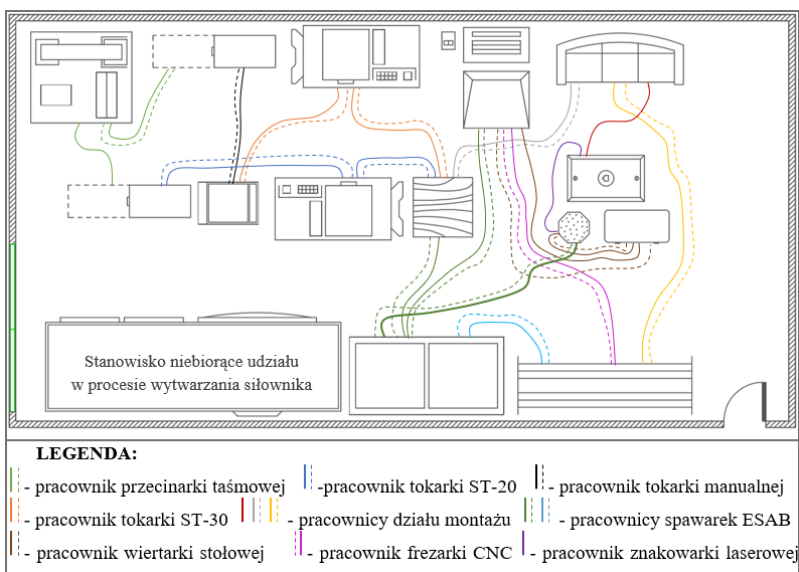 Stanowisko niebiorące udziału
w procesie wytwarzania siłownika
LEGENDA:
- pracownik przecinarki taśmowej -pracownik tokarki ST-20 - pracownik tokarki manualnej
- pracownik tokarki ST-30 - pracownicy działu montażu - pracownicy spawarek ESAB
- pracownik wiertarki stołowej - pracownik frezarki CNC - pracownik znakowarki laserowej